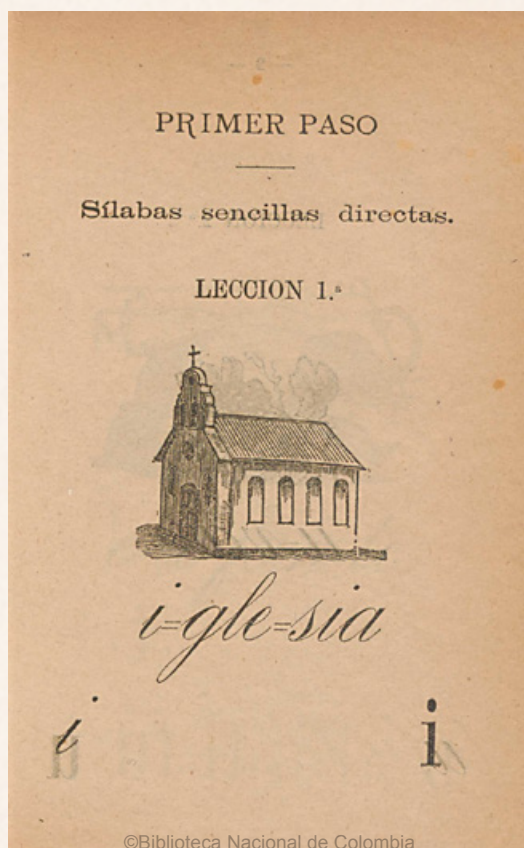 PRIMER PASO
Sílabas sencillas directas.
LECCION 1.ª
i=gle=sia
i i
©Biblioteca Nacional de Colombia